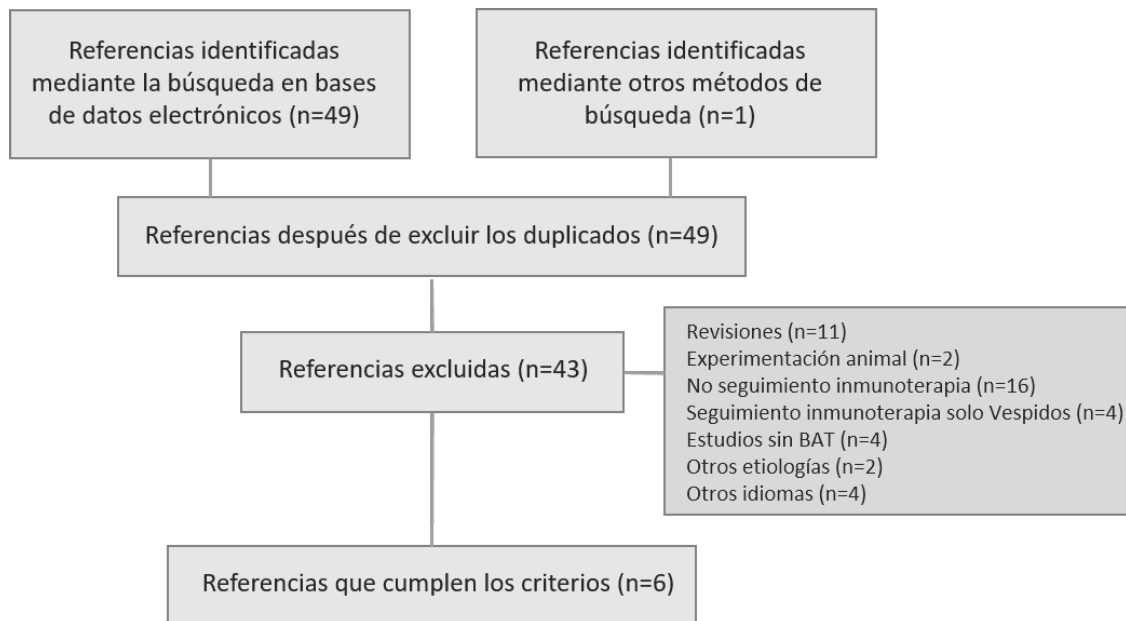 Referencias identificadas
mediante la búsqueda en bases
de datos electrónicos (n=49)
Referencias identificadas
mediante otros métodos de
búsqueda (n=1)
Referencias después de excluir los duplicados (n=49)
Referencias excluidas (n=43)
Revisiones (n=11)
Experimentación animal (n=2)
No seguimiento inmunoterapia (n=16)
Seguimiento inmunoterapia solo Vespidos (n=4)
Estudios sin BAT (n=4)
Otros etiologías (n=2)
Otros idiomas (n=4)
Referencias que cumplen los criterios (n=6)